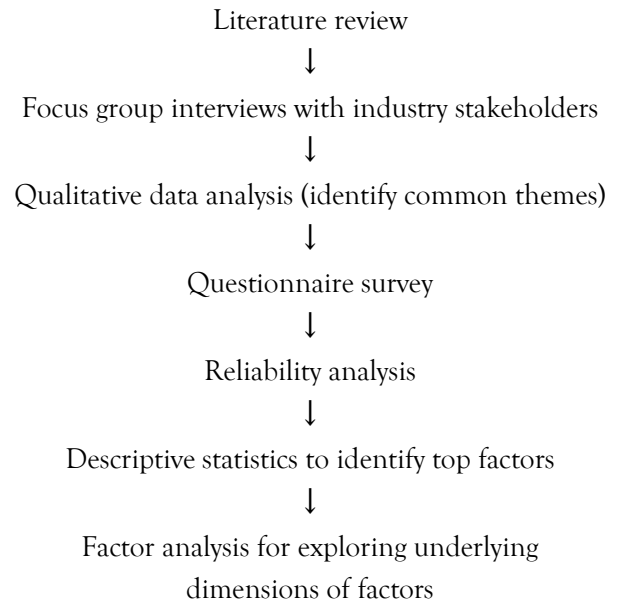 Literature review
↓
Focus group interviews with industry stakeholders
↓
Qualitative data analysis (identify common themes)
↓
Questionnaire survey
↓
Reliability analysis
↓
Descriptive statistics to identify top factors
↓
Factor analysis for exploring underlying
dimensions of factors